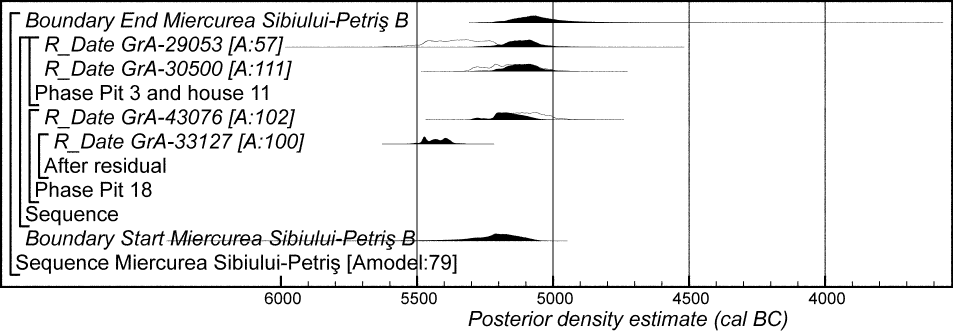 Boundary End Miercurea Sibiului-Petriş B
R_Date GrA-29053 [A:57]
R_Date GrA-30500 [A:111]
Phase Pit 3 and house 11
R_Date GrA-43076 [A:102]
R_Date GrA-33127 [A:100]
After residual
Phase Pit 18
Sequence
Boundary Start Miercurea Sibiului-Petriş B
Sequence Miercurea Sibiului-Petriş [Amodel:79]
6000 5500 5000 4500 4000
Posterior density estimate (cal BC)